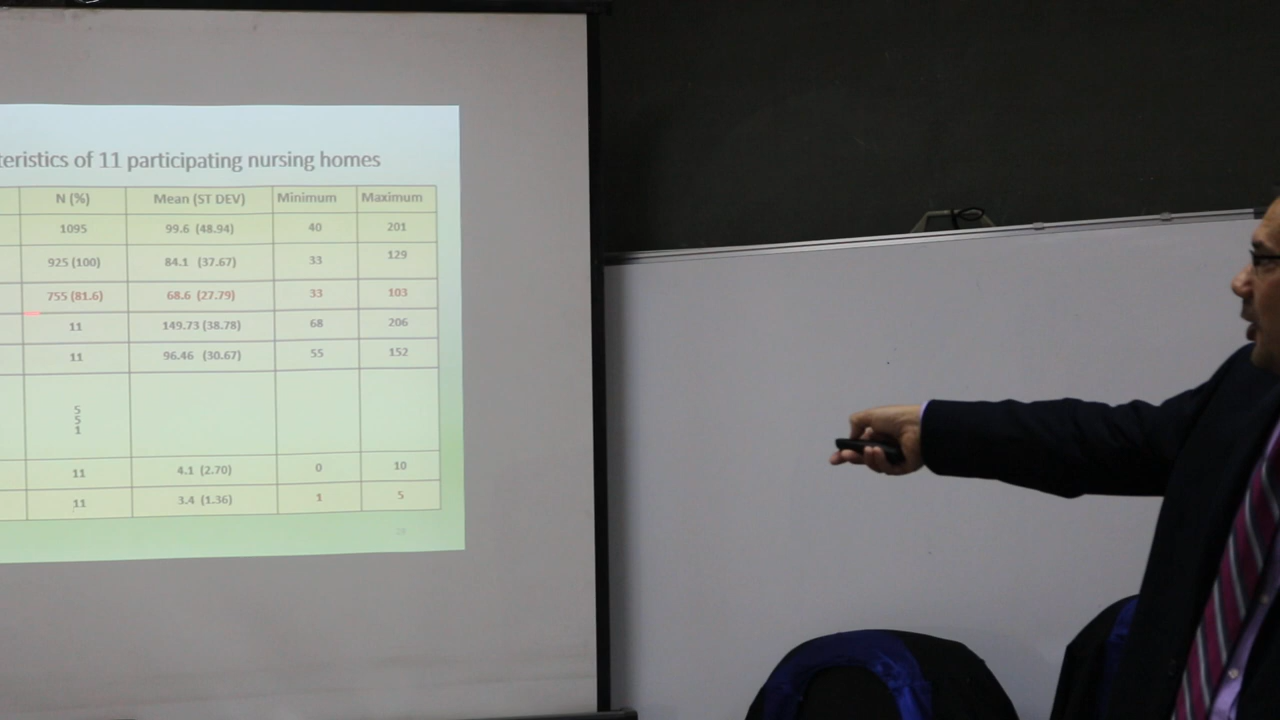 teristics of 11 participating nursing homes
N (%) Mean (ST DEV) Minimum Maximum
1095 99.6 (48.94) 40 201
925 (100) 84.1 (37.67) 33 129
755 (81.6) 68.6 (27.79) 33 103
11 149.73 (38.78) 68 206
11 96.46 (30.67) 55 152
5
5
1
11 4.1 (2.70) 0 10
11 3.4 (1.36) 1 5